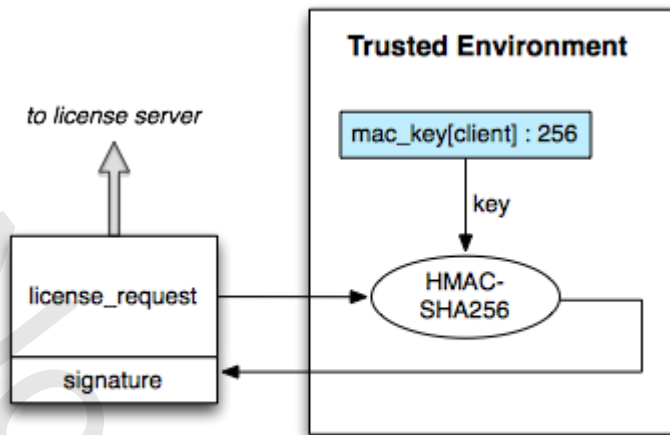 Trusted Environment
to license server
mac_key[client] : 256
key
license_request
HMAC-
SHA256
signature